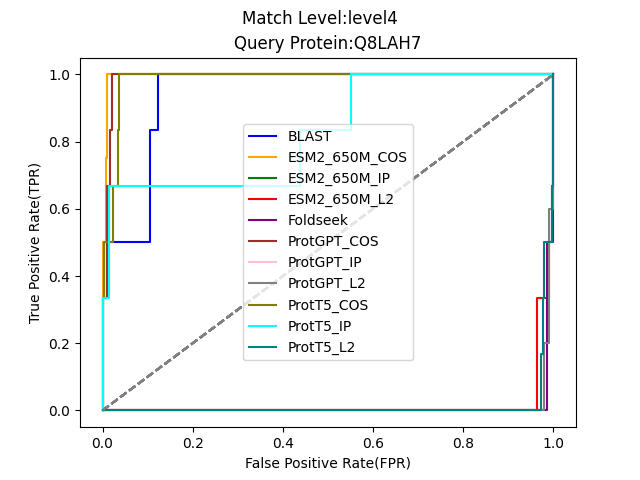 Match Level:level4
Query Protein:Q8LAH7
True Positive Rate(TPR)
1.0
0.8
0.6
0.4
0.2
0.0
BLAST
ESM2_650M_COS
ESM2_650M_IP
ESM2_650M_L2
Foldseek
ProtGPT_COS
ProtGPT_IP
ProtGPT_L2
ProtT5_COS
ProtT5_IP
ProtT5_L2
0.0 0.2 0.4 0.6 0.8 1.0
False Positive Rate(FPR)